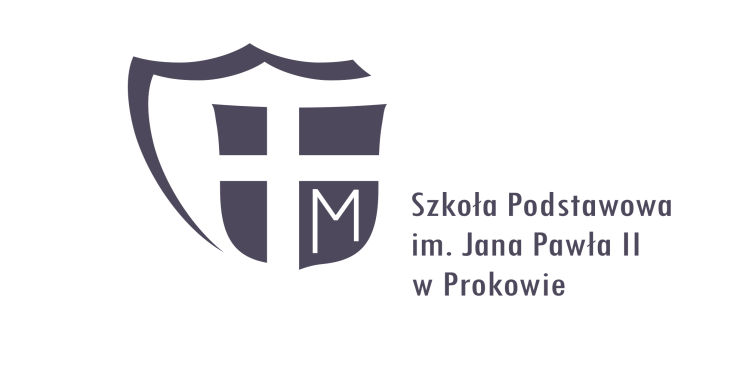 M
Szkoła Podstawowa
im. Jana Pawła II
w Prokowie